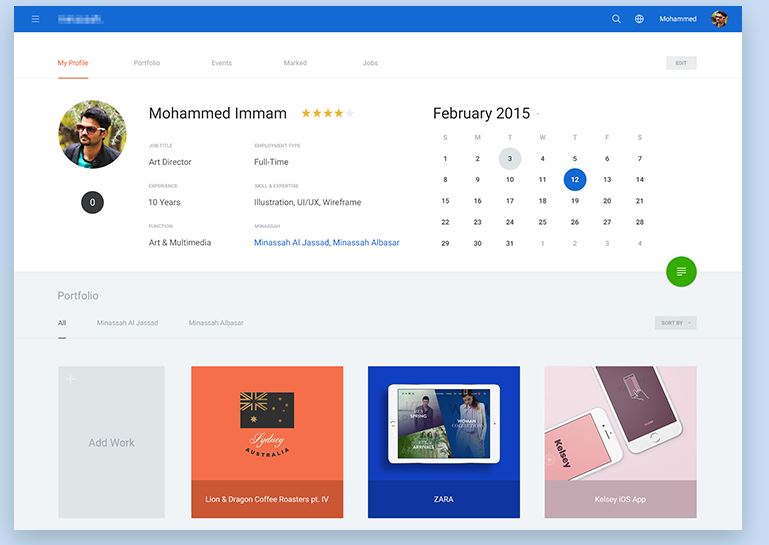 Mohammed
My Profile
Portfolio
Events
Marked
Jobs
EDIT
Mohammed Immam
JOB TITLE
EMPLOYMENT TYPE
Art Director
Full-Time
0
EXPERIENCE
SKILL & EXPERTISE
10 Years
Illustration, UI/UX, Wireframe
FUNCTION
MINASSAH
Art & Multimedia
Minassah Al Jassad, Minassah Albasar
February 2015
S M T W T F S
1 2 3 4 5 6 7
8 9 10 11 12 13 14
15 16 17 18 19 20 21
22 23 24 25 26 27 28
29 30 31 1 2 3 4
Portfolio
All
Minassah Al Jassad
Minassah Albasar
SORT BY
Add Work
Sydney
AUSTRALIA
Lion & Dragon Coffee Roasters pt. IV
ZARA
SPRING
WOMAN
COLLECTION
ARRIVALS
ZARA
Kelsey
Kelsey iOS App